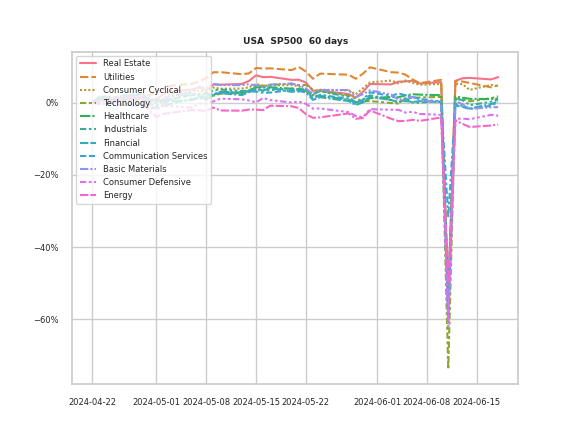 USA SP500 60 days
Real Estate
Utilities
Consumer Cyclical
Technology
Healthcare
Industrials
Financial
Communication Services
Basic Materials
Consumer Defensive
Energy
0%
−20%
−40%
−60%
2024-04-22 2024-05-01 2024-05-08 2024-05-15 2024-05-22 2024-06-01 2024-06-08 2024-06-15